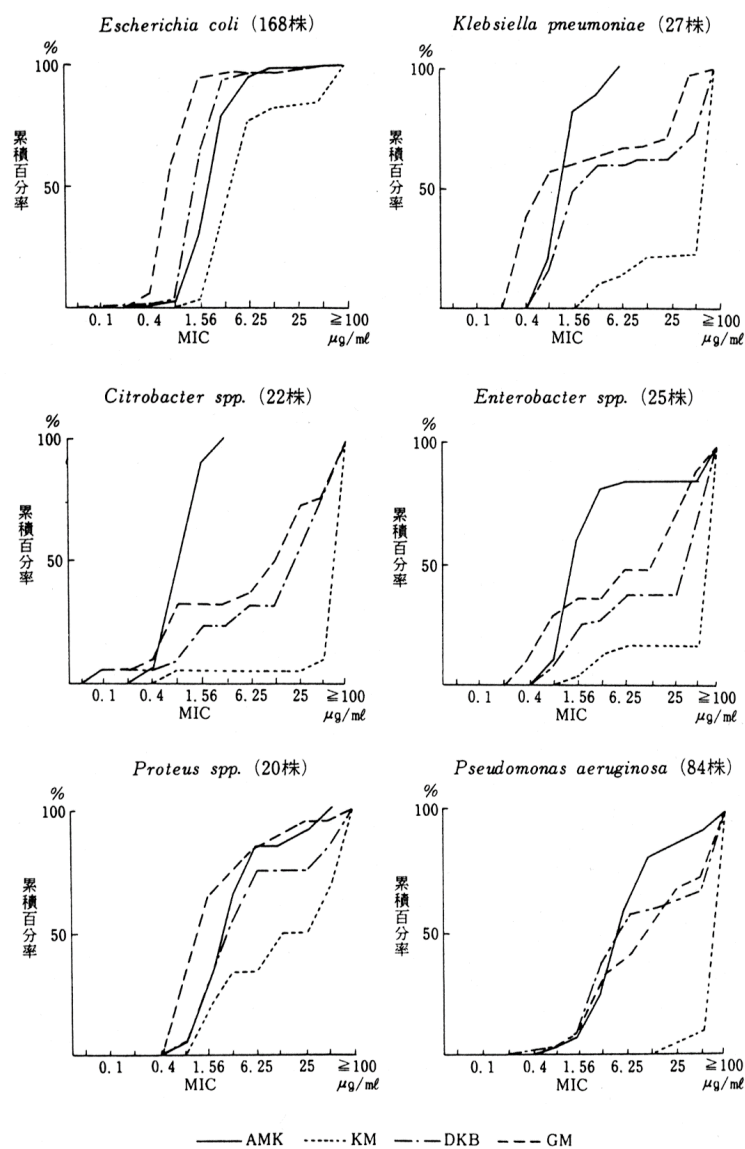 Escherichia coli (168株)
%
100
50
累積百分率
0.1 0.4 1.56 6.25 25 ≧100
MIC μg/ml
Klebsiella pneumoniae (27株)
%
100
50
累積百分率
0.1 0.4 1.56 6.25 25 ≧100
MIC μg/ml
Citrobacter spp. (22株)
%
100
50
累積百分率
0.1 0.4 1.56 6.25 25 ≧100
MIC μg/ml
Enterobacter spp. (25株)
%
100
50
累積百分率
0.1 0.4 1.56 6.25 25 ≧100
MIC μg/ml
Proteus spp. (20株)
%
100
50
累積百分率
0.1 0.4 1.56 6.25 25 ≧100
MIC μg/ml
Pseudomonas aeruginosa (84株)
%
100
50
累積百分率
0.1 0.4 1.56 6.25 25 ≧100
MIC μg/ml
AMK KM DKB GM